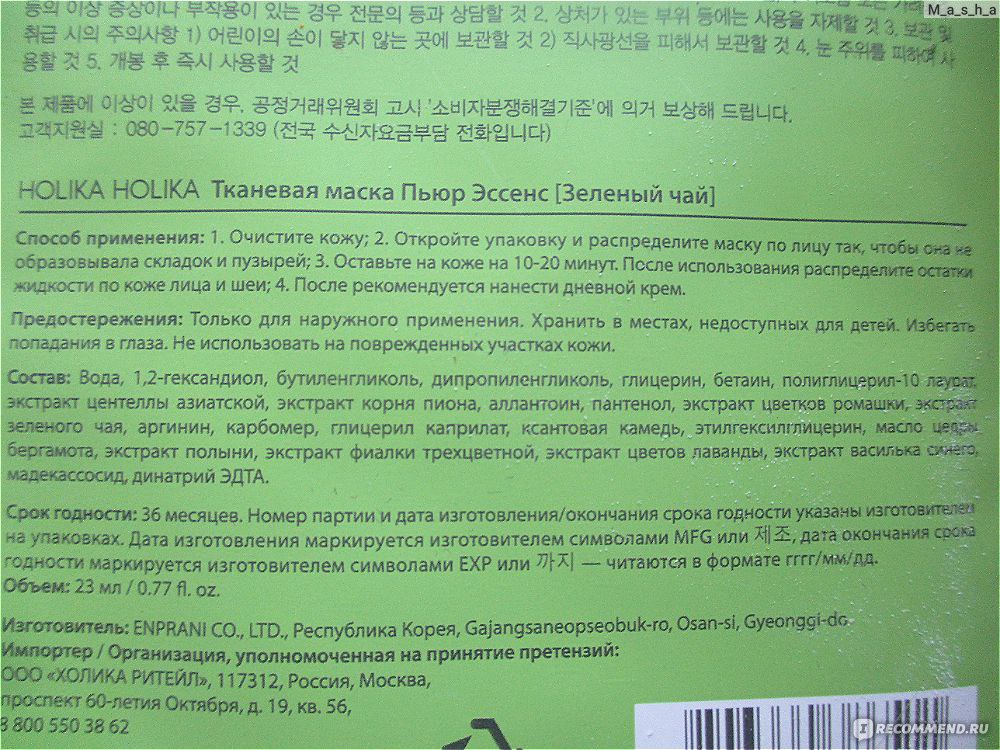 M_a_s_h_a
등의 이상 증상이나 부작용이 있는 경우 전문의 등과 상담할 것 2. 상처가 있는 부위 등에는 사용을 자제할 것 3. 보관 및
취급 시의 주의사항 1) 어린이의 손이 닿지 않는 곳에 보관할 것 2) 직사광선을 피해서 보관할 것 4. 눈 주위를 피하여 사
용할 것 5. 개봉 후 즉시 사용할 것
본 제품에 이상이 있을 경우, 공정거래위원회 고시 '소비자분쟁해결기준'에 의거 보상해 드립니다.
고객지원실 : 080-757-1339 (전국 수신자요금부담 전화입니다)
HOLIKA HOLIKA Тканевая маска Пьюр Эссенс [Зеленый чай]
Способ применения: 1. Очистите кожу; 2. Откройте упаковку и распределите маску по лицу так, чтобы она не
образовывала складок и пузырей; 3. Оставьте на коже на 10-20 минут. После использования распределите остатки
жидкости по коже лица и шеи; 4. После рекомендуется нанести дневной крем.
Предостережения: Только для наружного применения. Хранить в местах, недоступных для детей. Избегать
попадания в глаза. Не использовать на поврежденных участках кожи.
Состав: Вода, 1,2-гександиол, бутиленгликоль, дипропиленгликоль, глицерин, бетаин, полиглицерил-10 лаурат,
экстракт центеллы азиатской, экстракт корня пиона, аллантоин, пантенол, экстракт цветков ромашки, экстракт
зеленого чая, аргинин, карбомер, глицерил каприлат, ксантовая камедь, этилгексилглицерин, масло цедры
бергамота, экстракт полыни, экстракт фиалки трехцветной, экстракт цветов лаванды, экстракт василька синего,
мадекассосид, динатрий ЭДТА.
Срок годности: 36 месяцев. Номер партии и дата изготовления/окончания срока годности указаны изготовителем
на упаковках. Дата изготовления маркируется изготовителем символами MFG или 제조, дата окончания срока
годности маркируется изготовителем символами EXP или 까지 — читаются в формате гггг/мм/дд.
Объем: 23 мл / 0.77 fl. oz.
Изготовитель: ENPRANI CO., LTD., Республика Корея, Gajangsaneopseobuk-ro, Osan-si, Gyeonggi-do
Импортер / Организация, уполномоченная на принятие претензий:
ООО «ХОЛИКА РИТЕЙЛ», 117312, Россия, Москва,
проспект 60-летия Октября, д. 19, кв. 56,
8 800 550 38 62
IRECOMMEND.RU